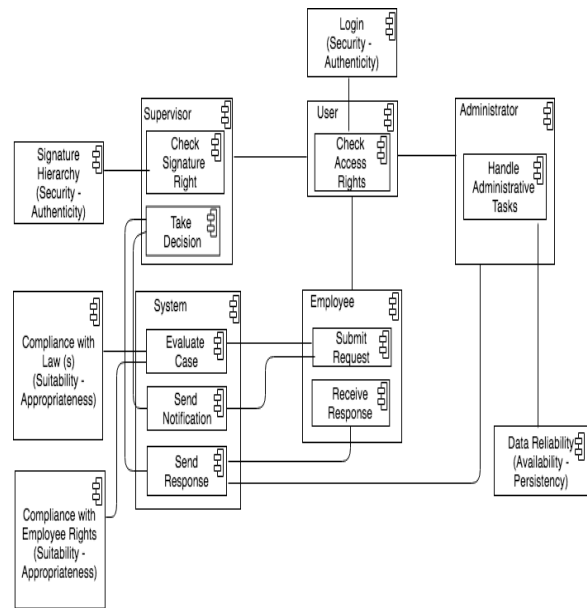 Login
(Security -
Authenticity)
Supervisor
User
Administrator
Signature
Hierarchy
(Security -
Authenticity)
Check
Signature
Right
Check
Access
Rights
Handle
Administrative
Tasks
Take
Decision
System
Employee
Compliance with
Law (s)
(Suitability -
Appropriateness)
Evaluate
Case
Submit
Request
Send
Notification
Receive
Response
Send
Response
Data Reliability
(Availability -
Persistency)
Compliance with
Employee Rights
(Suitability -
Appropriateness)